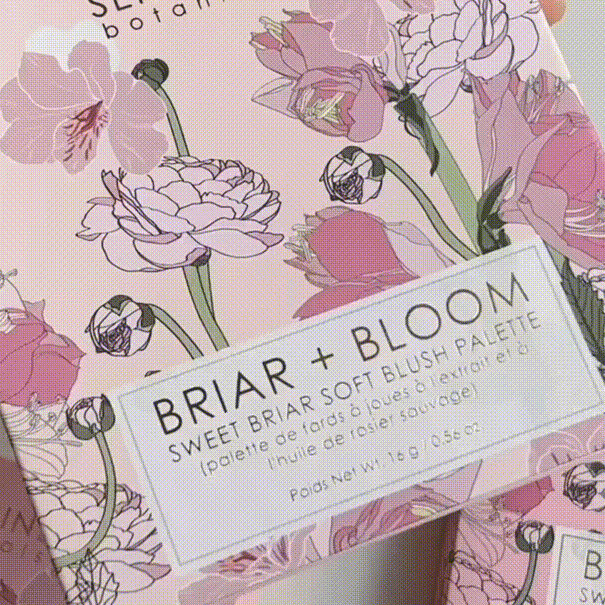 botani
BRIAR + BLOOM
SWEET BRIAR SOFT BLUSH PALETTE
(palette de fards à joues à l'extrait et à
l'huile de rosier sauvage)
Poids Net Wt. 16 g / 0.56 oz